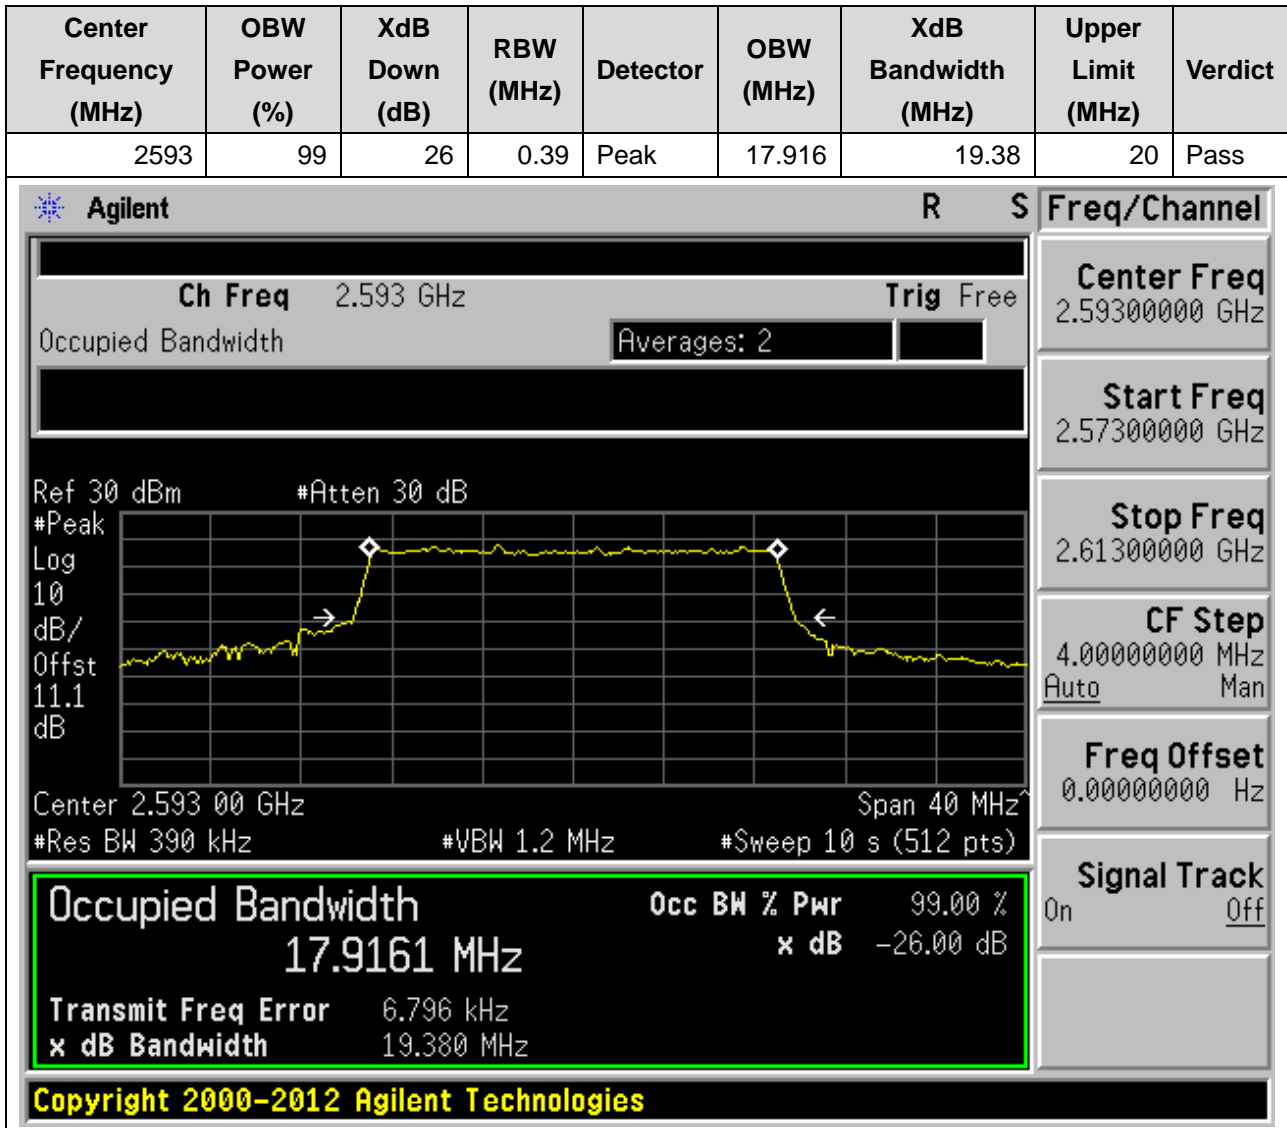 Center Frequency (MHz) OBW Power (%) XdB Down (dB) RBW (MHz) Detector OBW (MHz) XdB Bandwidth (MHz) Upper Limit (MHz) Verdict
2593 99 26 0.39 Peak 17.916 19.38 20 Pass
Agilent R S Freq/Channel
Ch Freq 2.593 GHz Trig Free
Occupied Bandwidth Averages: 2
Center Freq
2.59300000 GHz
Start Freq
2.57300000 GHz
Stop Freq
2.61300000 GHz
CF Step
4.00000000 MHz
Auto Man
Freq Offset
0.00000000 Hz
Signal Track
On Off
Ref 30 dBm #Atten 30 dB
#Peak
Log
10
dB/
Offst
11.1
dB
Center 2.593 00 GHz Span 40 MHz^
#Res BW 390 kHz #VBW 1.2 MHz #Sweep 10 s (512 pts)
Occupied Bandwidth Occ BW % Pwr 99.00 %
17.9161 MHz x dB -26.00 dB
Transmit Freq Error 6.796 kHz
x dB Bandwidth 19.380 MHz
Copyright 2000-2012 Agilent Technologies